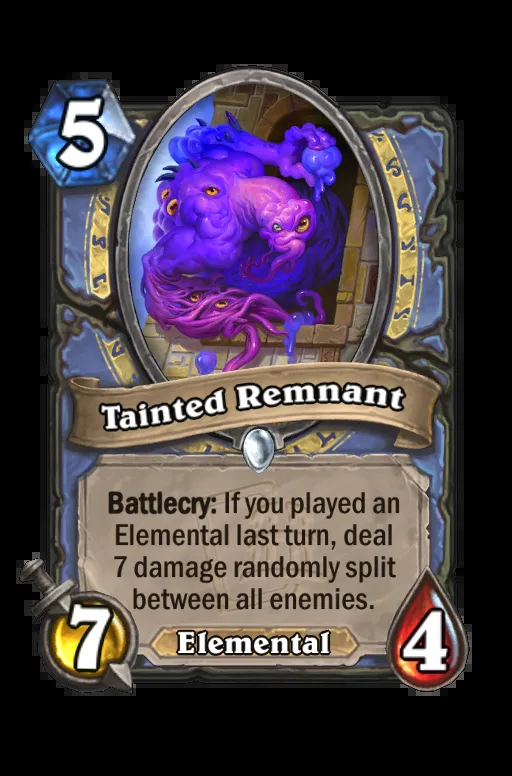 5
Tainted Remnant
Battlecry: If you played an
Elemental last turn, deal
7 damage randomly split
between all enemies.
7
Elemental
4